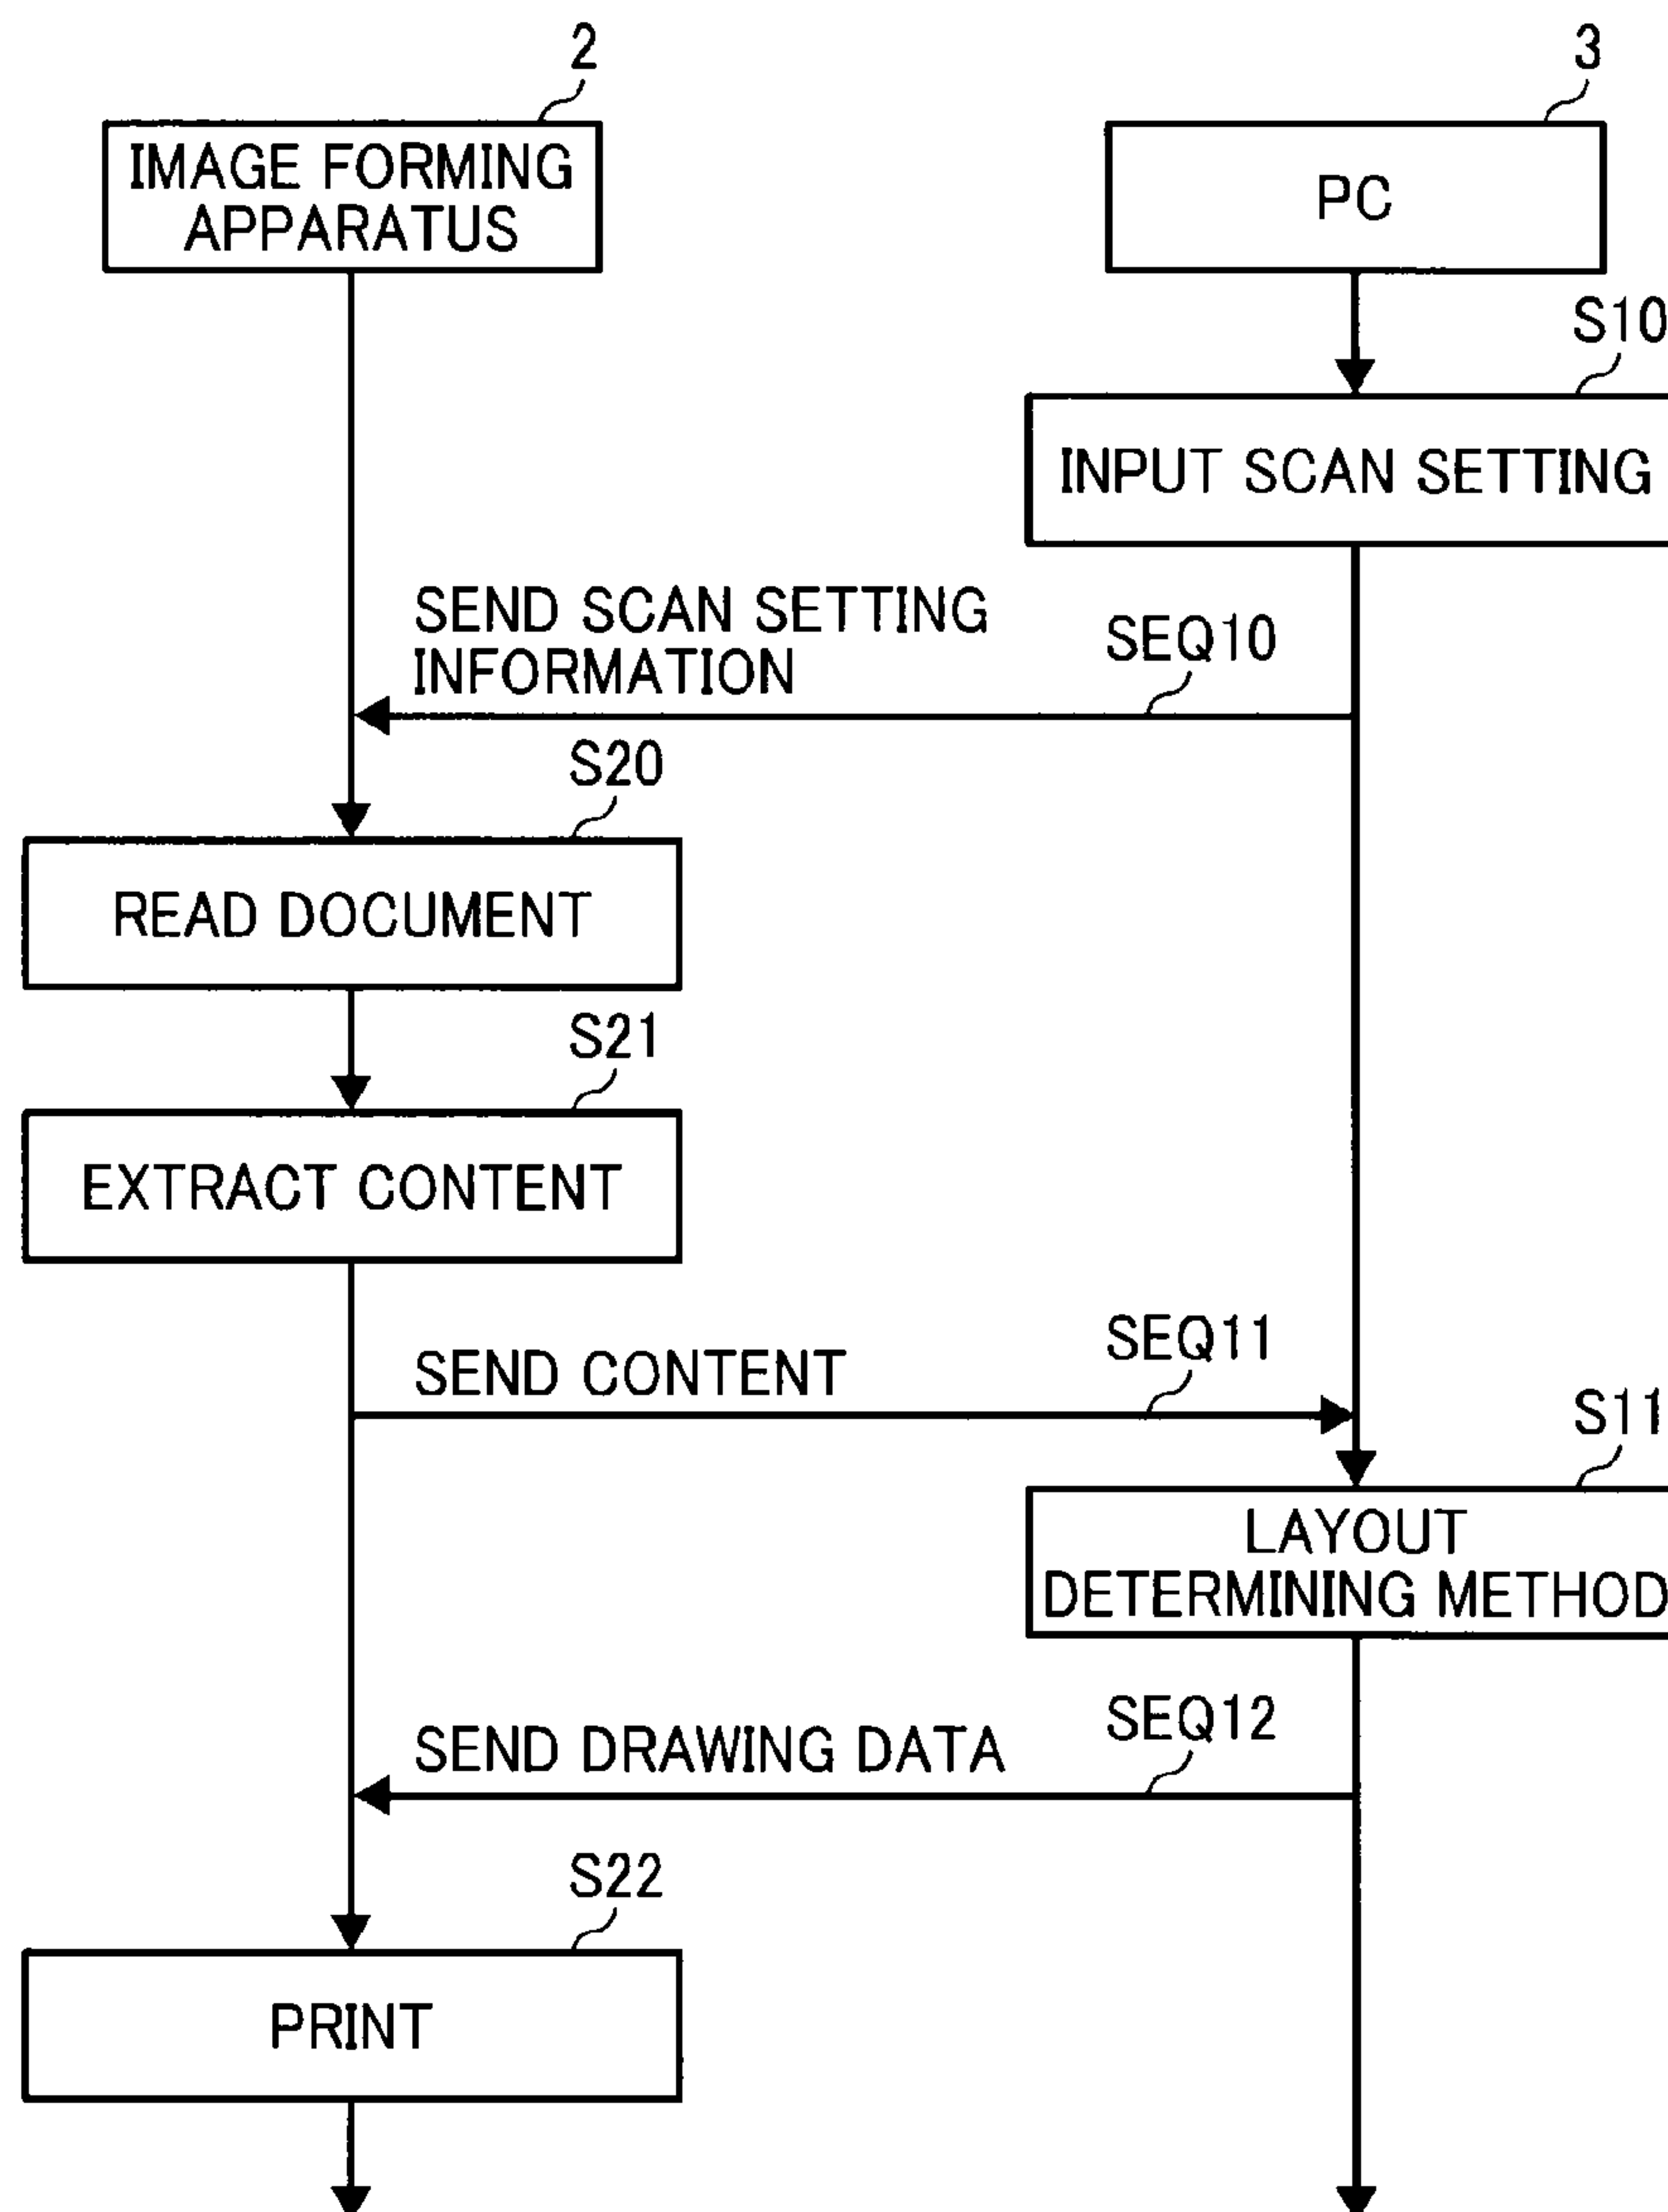 2
3
IMAGE FORMING
APPARATUS
PC
S10
INPUT SCAN SETTING
SEND SCAN SETTING
INFORMATION
SEQ10
S20
READ DOCUMENT
S21
EXTRACT CONTENT
SEND CONTENT
SEQ11
S11
LAYOUT
DETERMINING METHOD
SEND DRAWING DATA
SEQ12
S22
PRINT